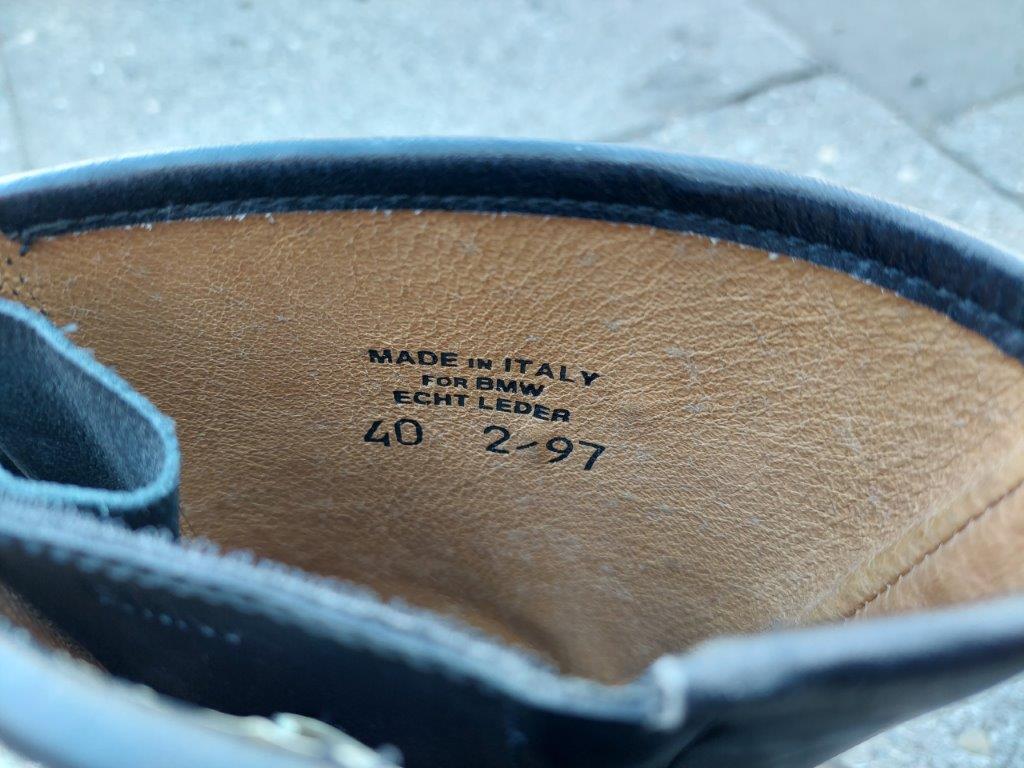 MADE IN ITALY
FOR BMW
ECHT LEDER
40 2-97